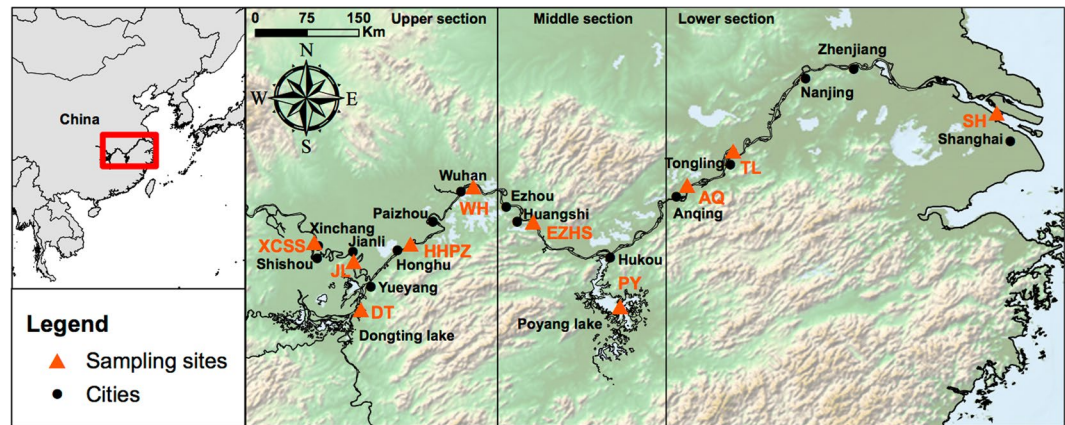 China
Legend
Sampling sites
Cities
0 75 150
Km
Upper section
Middle section
Lower section
N
W E
S
Zhenjiang
Nanjing
SH
Shanghai
Tongling
TL
AQ
Anqing
Wuhan
WH
Ezhou
Huangshi
EZHS
Paizhou
Xinchang
XCSS
Jianli
Shishou
JL
HHPZ
Honghu
Hukou
Yueyang
PY
DT
Dongting lake
Poyang lake